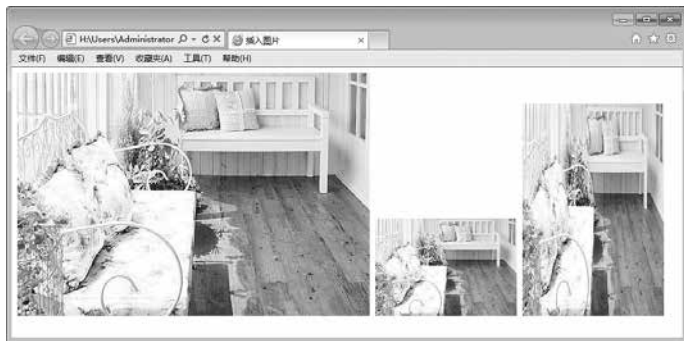 H:\Users\Administrator
插入图片
文件(F) 编辑(E) 查看(V) 收藏夹(A) 工具(T) 帮助(H)